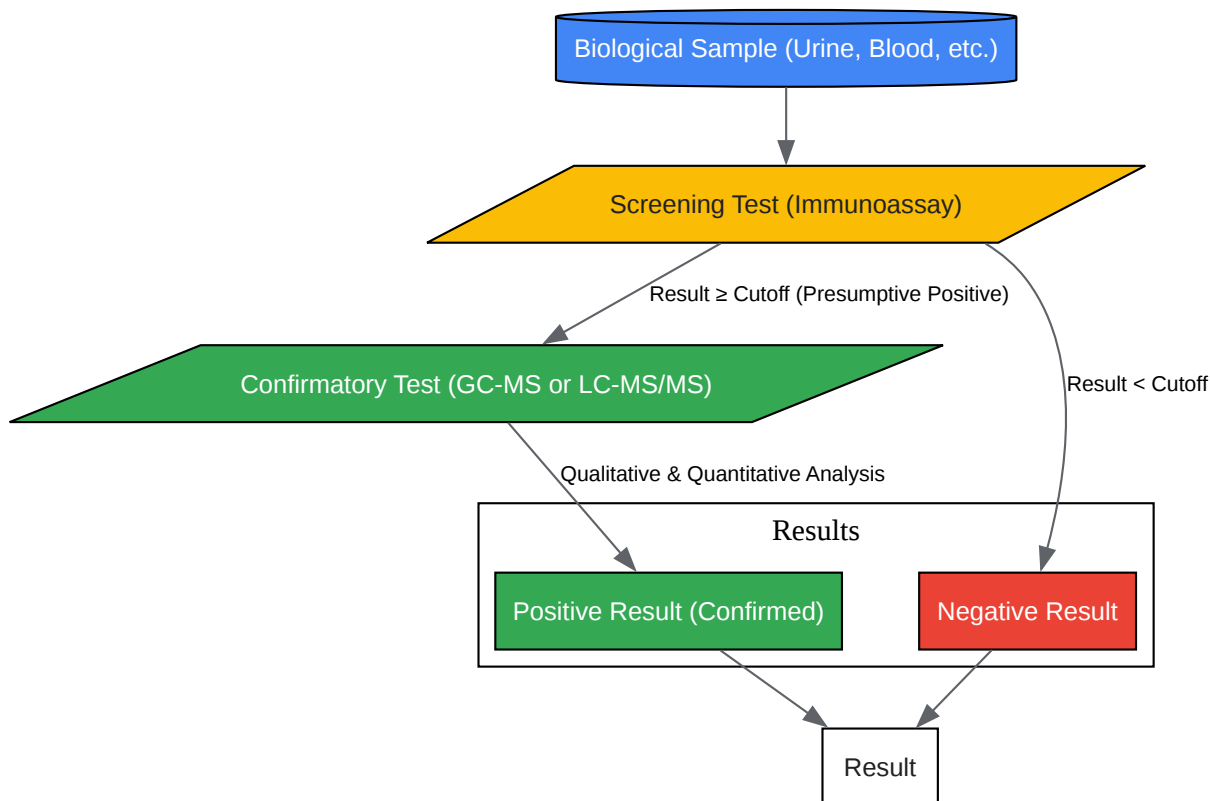 Biological Sample (Urine, Blood, etc.)
Screening Test (Immunoassay)
Result ≥ Cutoff (Presumptive Positive)
Confirmatory Test (GC-MS or LC-MS/MS)
Result < Cutoff
Qualitative & Quantitative Analysis
Results
Positive Result (Confirmed)
Negative Result
Result